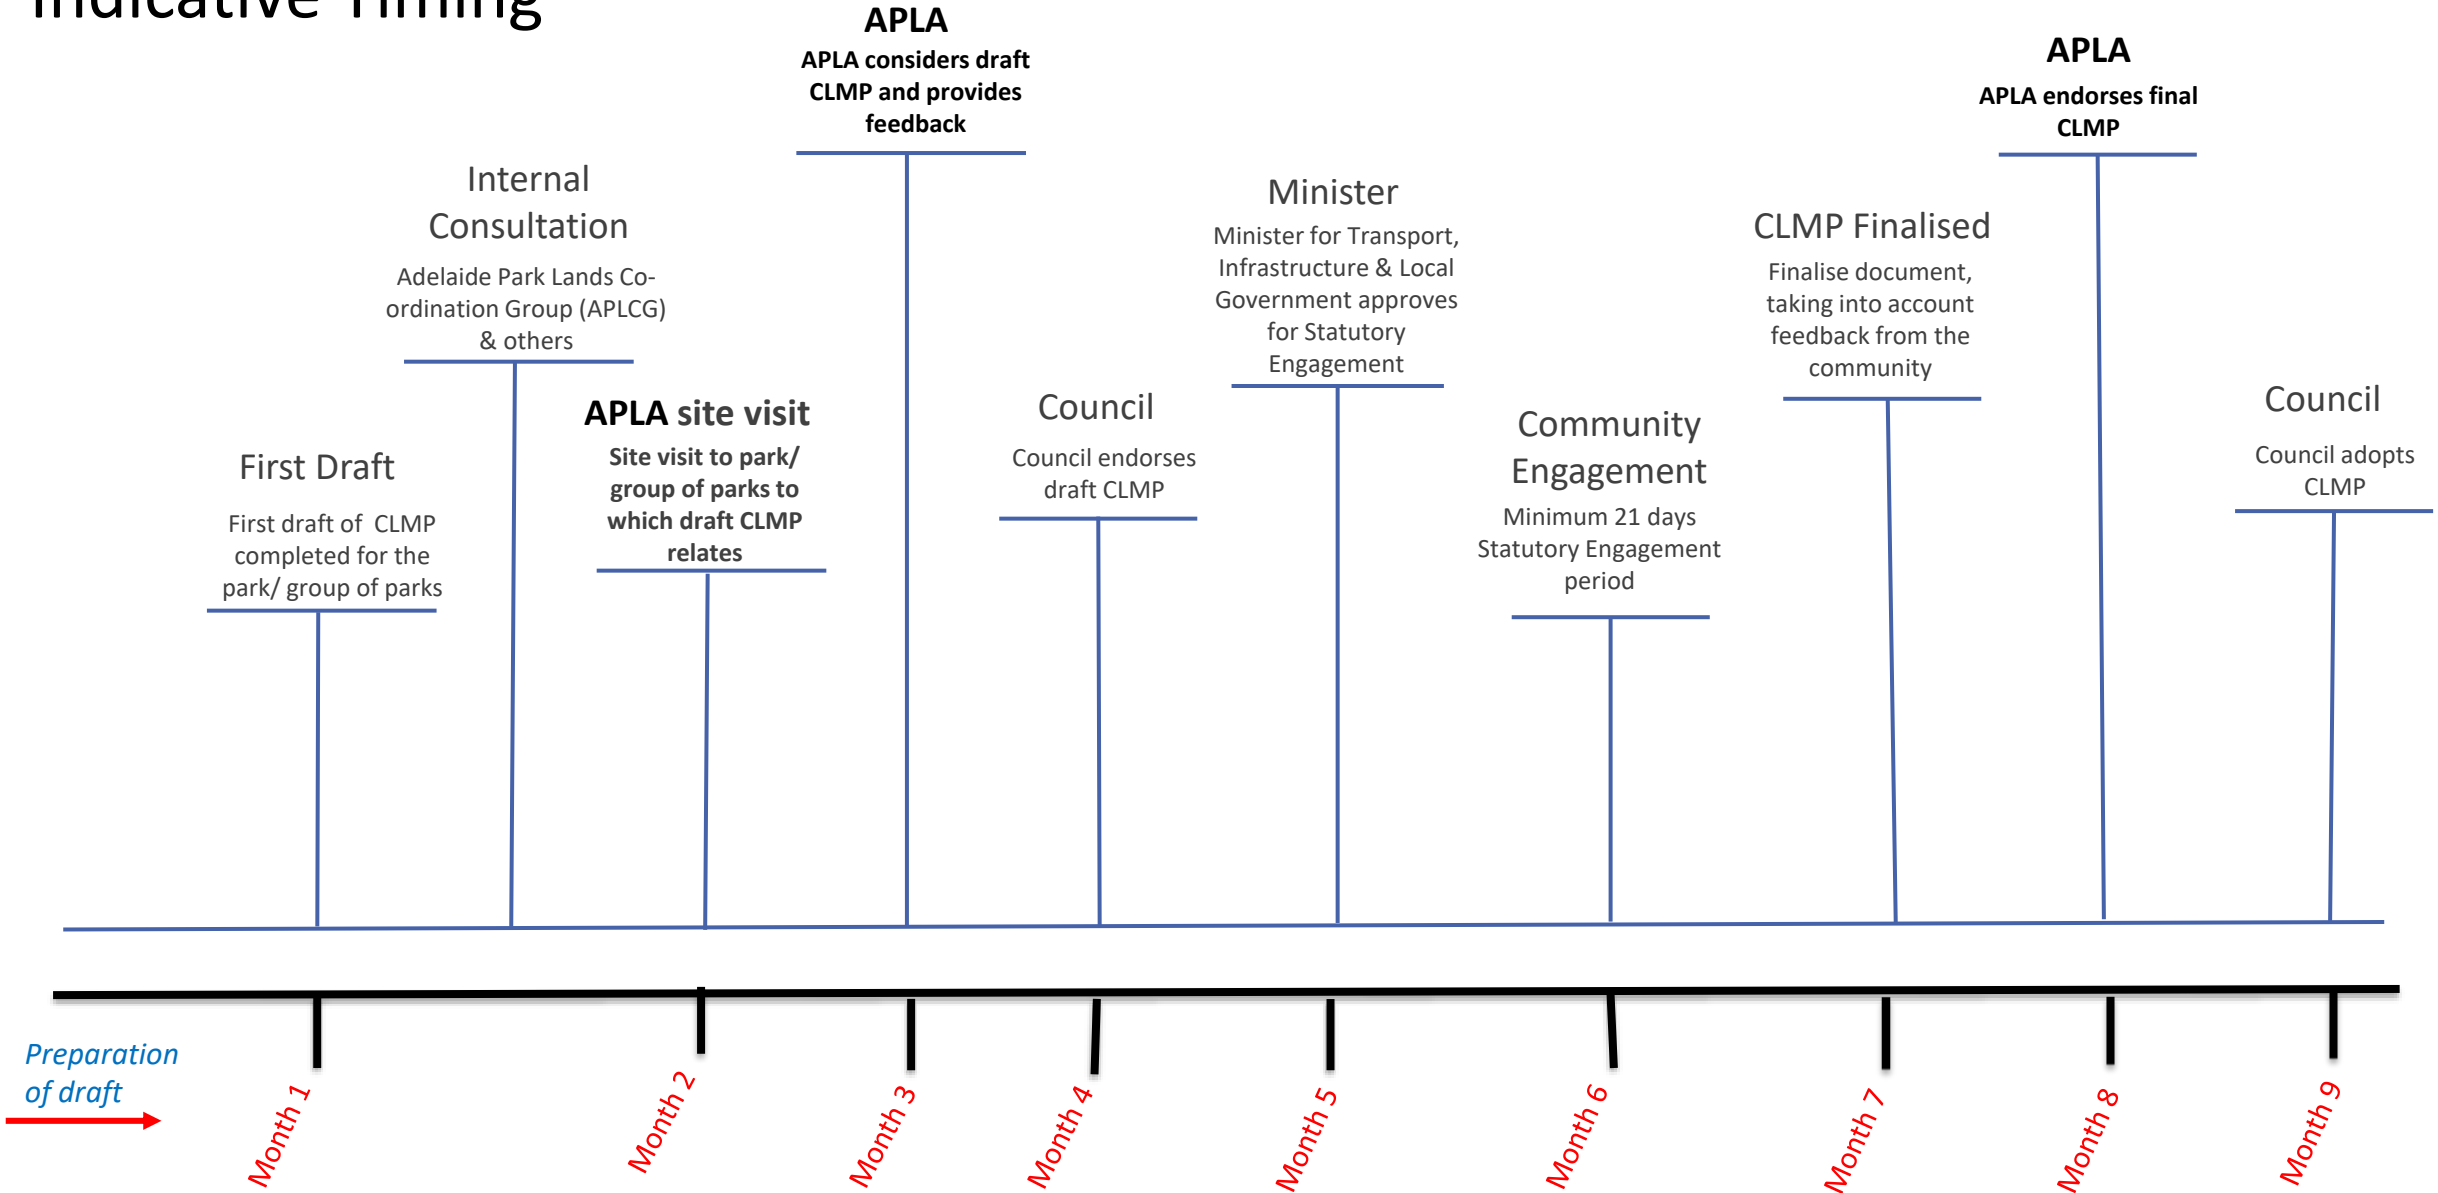 Indicative Timing
First Draft
First draft of CLMP
completed for the
park/ group of parks
Internal
Consultation
Adelaide Park Lands Co-
ordination Group (APLCG)
& others
APLA site visit
Site visit to park/
group of parks to
which draft CLMP
relates
APLA
APLA considers draft
CLMP and provides
feedback
Council
Council endorses
draft CLMP
Minister
Minister for Transport,
Infrastructure & Local
Government approves
for Statutory
Engagement
Community
Engagement
Minimum 21 days
Statutory Engagement
period
CLMP Finalised
Finalise document,
taking into account
feedback from the
community
APLA
APLA endorses final
CLMP
Council
Council adopts
CLMP
Preparation
of draft
Month 1
Month 2
Month 3
Month 4
Month 5
Month 6
Month 7
Month 8
Month 9